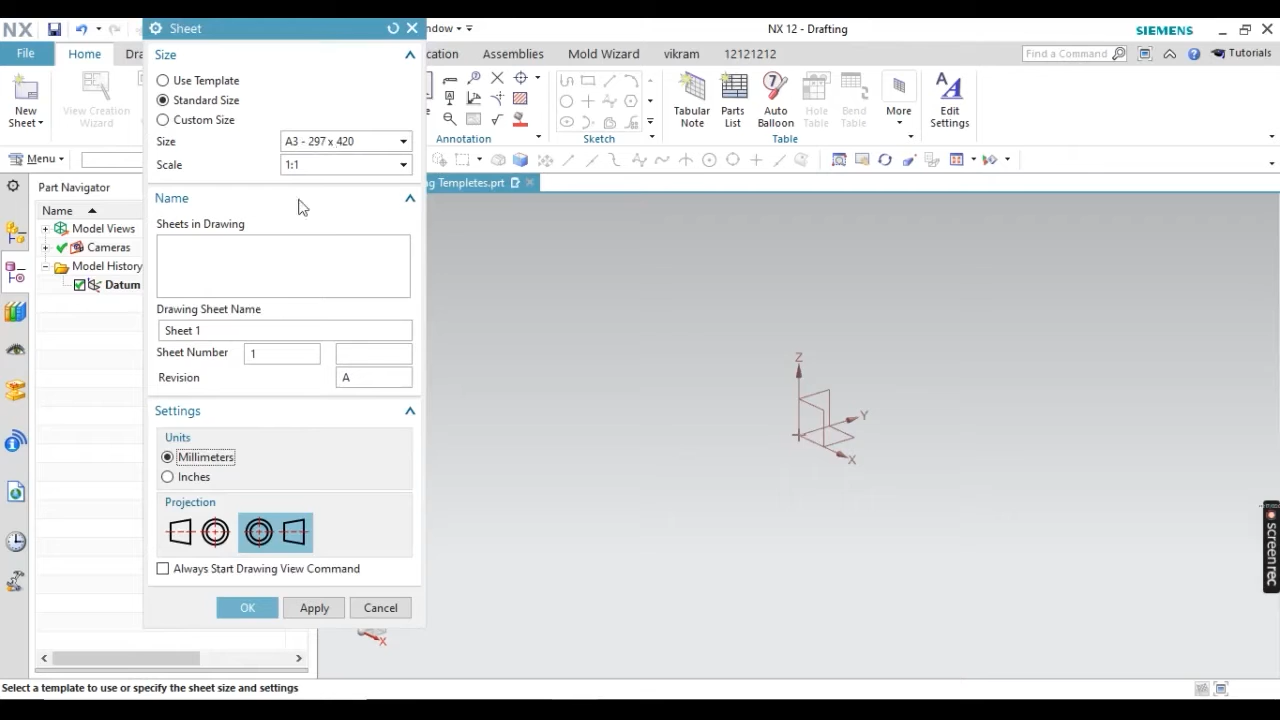 NX
Sheet
ndow
NX 12 - Drafting
SIEMENS
File
Home
Dra
cation
Assemblies
Mold Wizard
vikram
12121212
Find a Command
Tutorials
New
Sheet
View Creation
Wizard
Annotation
Sketch
Tabular
Note
Parts
List
Auto
Balloon
Hole
Table
Bend
Table
More
Table
Edit
Settings
Menu
Size
Use Template
Standard Size
Custom Size
Size
A3 - 297 x 420
Scale
1:1
Name
Sheets in Drawing
Drawing Sheet Name
Sheet 1
Sheet Number
1
Revision
A
Settings
Units
Millimeters
Inches
Projection
Always Start Drawing View Command
OK
Apply
Cancel
Part Navigator
Name
Model Views
Cameras
Model History
Datum
ng Templetes.prt
Z
Y
X
X
screenrec
Select a template to use or specify the sheet size and settings